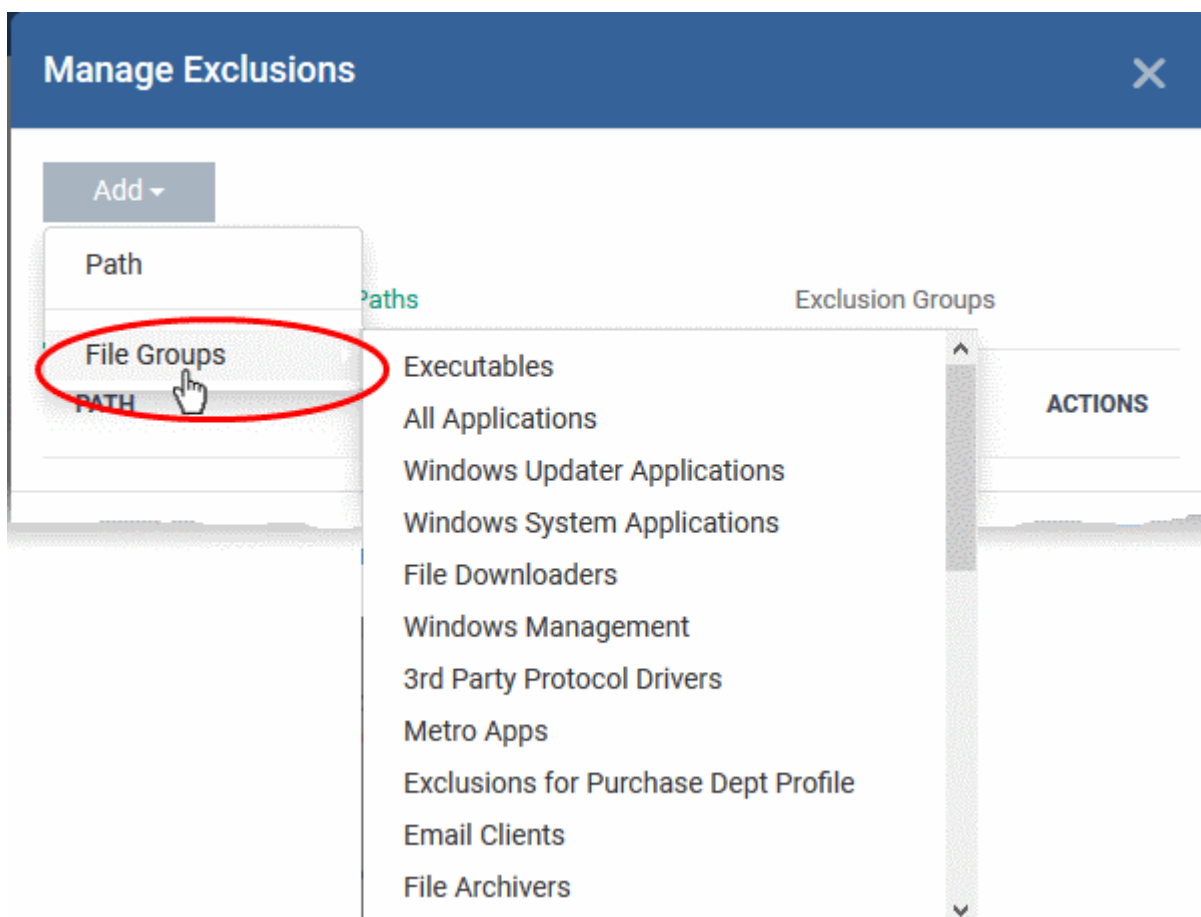 Manage Exclusions
Add
Path
Paths Exclusion Groups
File Groups
PATH ACTIONS
Executables
All Applications
Windows Updater Applications
Windows System Applications
File Downloaders
Windows Management
3rd Party Protocol Drivers
Metro Apps
Exclusions for Purchase Dept Profile
Email Clients
File Archivers